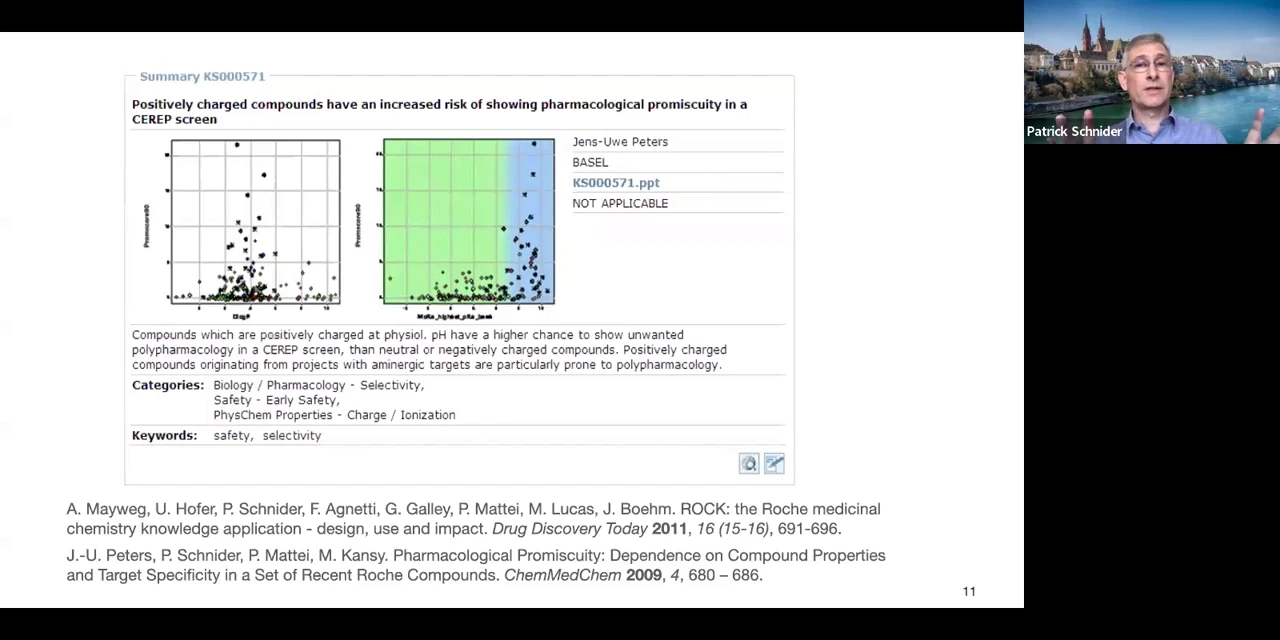 Summary KS000571
Positively charged compounds have an increased risk of showing pharmacological promiscuity in a
CEREP screen
Jens-Uwe Peters
BASEL
KS000571.ppt
NOT APPLICABLE
Compounds which are positively charged at physiol. pH have a higher chance to show unwanted
polypharmacology in a CEREP screen, than neutral or negatively charged compounds. Positively charged
compounds originating from projects with aminergic targets are particularly prone to polypharmacology.
Categories: Biology / Pharmacology - Selectivity,
Safety - Early Safety,
PhysChem Properties - Charge / Ionization
Keywords: safety, selectivity
A. Mayweg, U. Hofer, P. Schnider, F. Agnetti, G. Galley, P. Mattei, M. Lucas, J. Boehm. ROCK: the Roche medicinal
chemistry knowledge application - design, use and impact. Drug Discovery Today 2011, 16 (15-16), 691-696.
J.-U. Peters, P. Schnider, P. Mattei, M. Kansy. Pharmacological Promiscuity: Dependence on Compound Properties
and Target Specificity in a Set of Recent Roche Compounds. ChemMedChem 2009, 4, 680 – 686.
11
Patrick Schnider